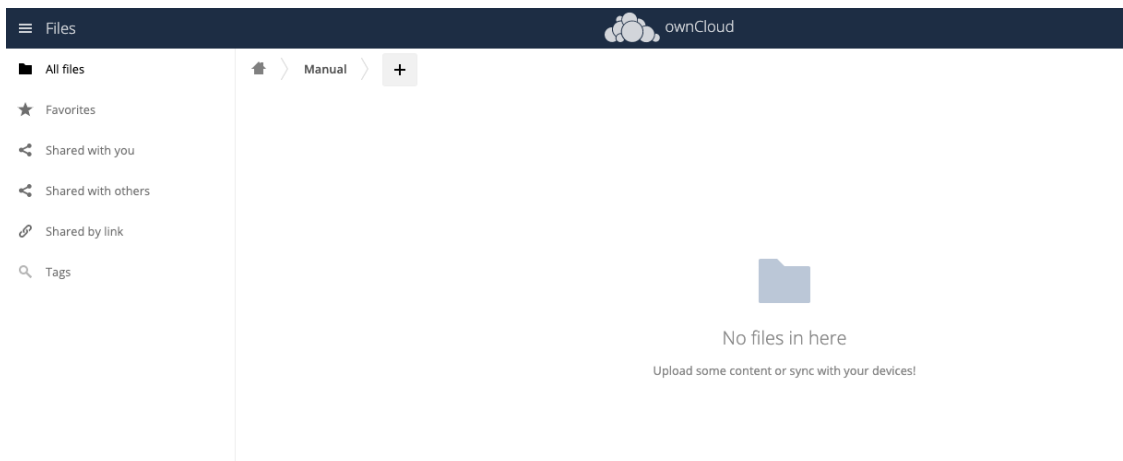 Files
ownCloud
All files
Favorites
Shared with you
Shared with others
Shared by link
Tags
Manual
+
No files in here
Upload some content or sync with your devices!